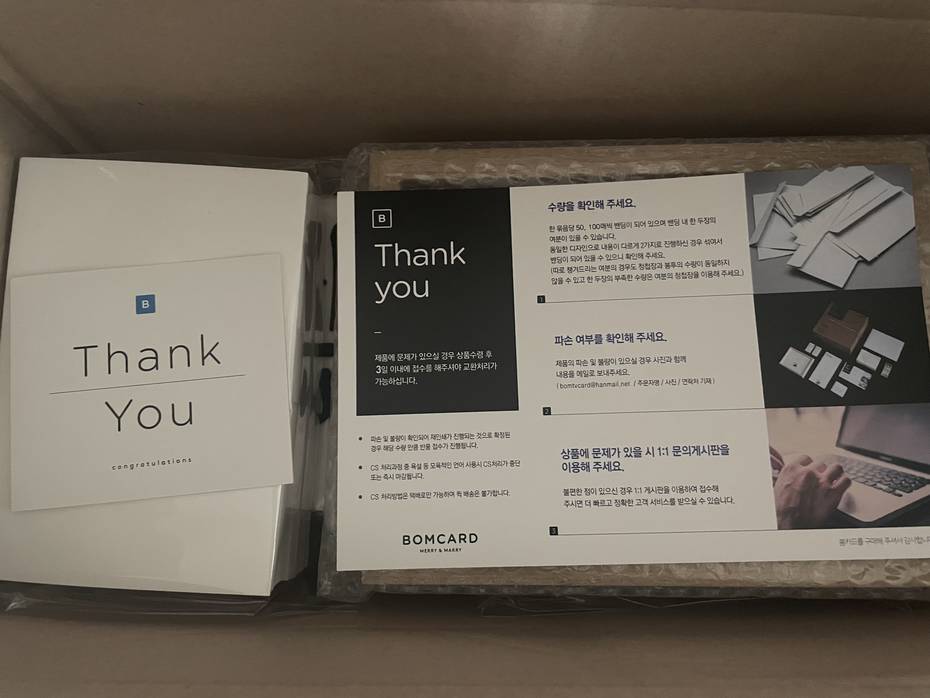 B
Thank
You
congratulations
B
Thank
you
제품에 문제가 있으실 경우 상품수령 후
3일 이내에 접수를 해주셔야 교환처리가
가능하십니다.
파손 및 불량이 확인되어 재인쇄가 진행되는 것으로 확정된
경우 해당 수량 만큼 반품 접수가 진행됩니다.
CS 처리과정 중 욕설 등 모욕적인 언어 사용시 CS처리가 중단
또는 즉시 마감됩니다.
CS 처리방법은 택배로만 가능하며 퀵 배송은 불가합니다.
BOMCARD
MERRY & MARRY
수량을 확인해 주세요.
한 묶음당 50, 100매씩 밴딩이 되어 있으며 밴딩 내 한 두장의
여분이 있을 수 있습니다.
동일한 디자인으로 내용이 다르게 2가지로 진행하신 경우 섞여서
밴딩이 되어 있을 수 있으니 확인해 주세요.
(따로 챙겨드리는 여분의 경우도 청첩장과 봉투의 수량이 동일하지
않을 수 있고 한 두장의 부족한 수량은 여분의 청첩장을 이용해 주세요.)
1
파손 여부를 확인해 주세요.
제품의 파손 및 불량이 있으실 경우 사진과 함께
내용을 메일로 보내주세요.
( bomtvcard@hanmail.net / 주문자명 / 사진 / 연락처 기재 )
2
상품에 문제가 있을 시 1:1 문의게시판을
이용해 주세요.
불편한 점이 있으신 경우 1:1 게시판을 이용하여 접수해
주시면 더 빠르고 정확한 고객 서비스를 받으실 수 있습니다.
3
봄카드를 구매해 주셔서 감사합니다